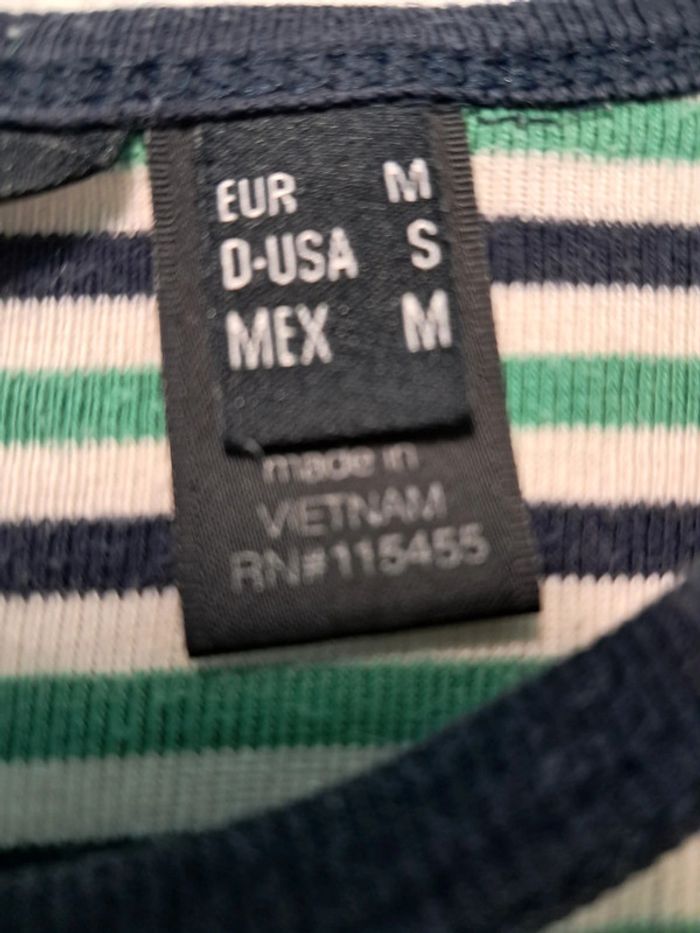 EUR M
D-USA S
MEX M
made in
VIETNAM
RN#115455